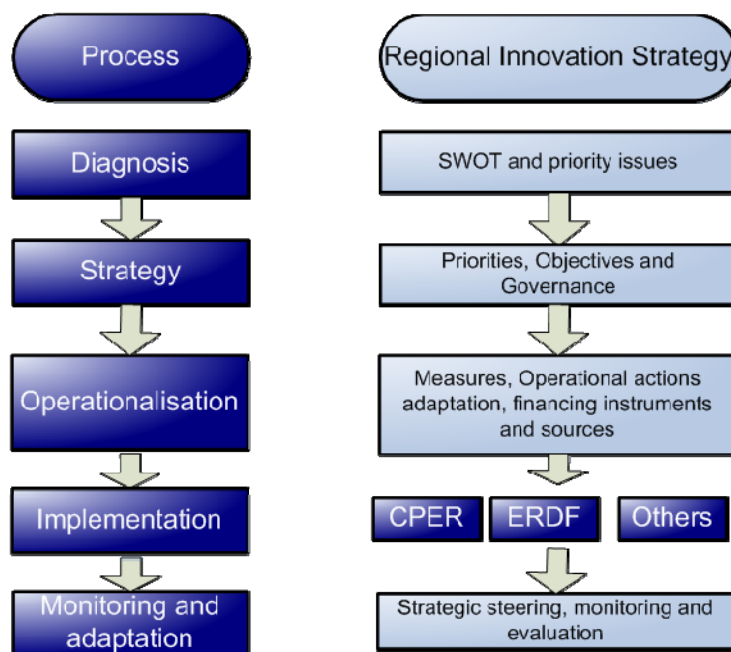 Process
Regional Innovation Strategy
Diagnosis
SWOT and priority issues
Strategy
Priorities, Objectives and
Governance
Operationalisation
Measures, Operational actions
adaptation, financing instruments
and sources
Implementation
CPER
ERDF
Others
Monitoring and
adaptation
Strategic steering, monitoring and
evaluation